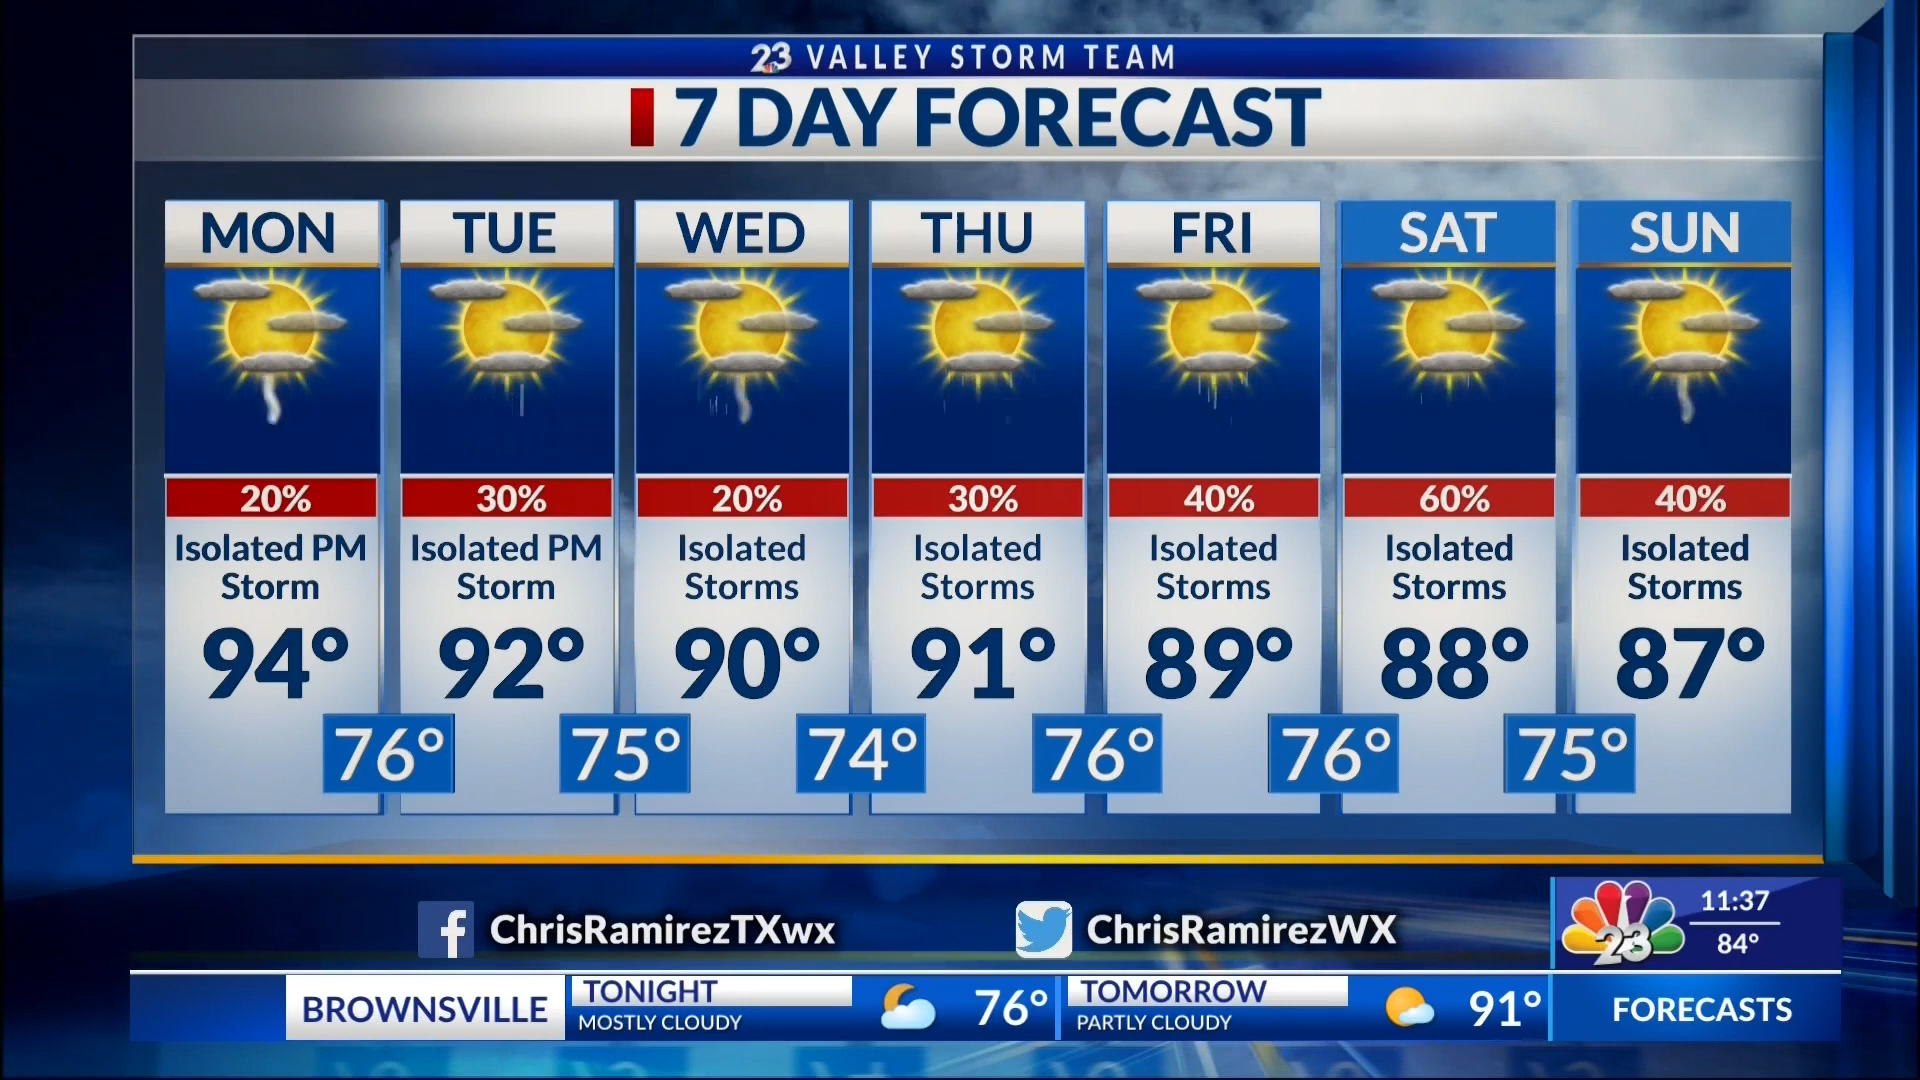 23 VALLEY STORM TEAM
7 DAY FORECAST
MON
20%
Isolated PM
Storm
94°
76°
TUE
30%
Isolated PM
Storm
92°
75°
WED
20%
Isolated
Storms
90°
74°
THU
30%
Isolated
Storms
91°
76°
FRI
40%
Isolated
Storms
89°
76°
SAT
60%
Isolated
Storms
88°
75°
SUN
40%
Isolated
Storms
87°
f ChrisRamirezTXwx
ChrisRamirezWX
23
11:37
84°
BROWNSVILLE
TONIGHT
MOSTLY CLOUDY
76°
TOMORROW
PARTLY CLOUDY
91°
FORECASTS